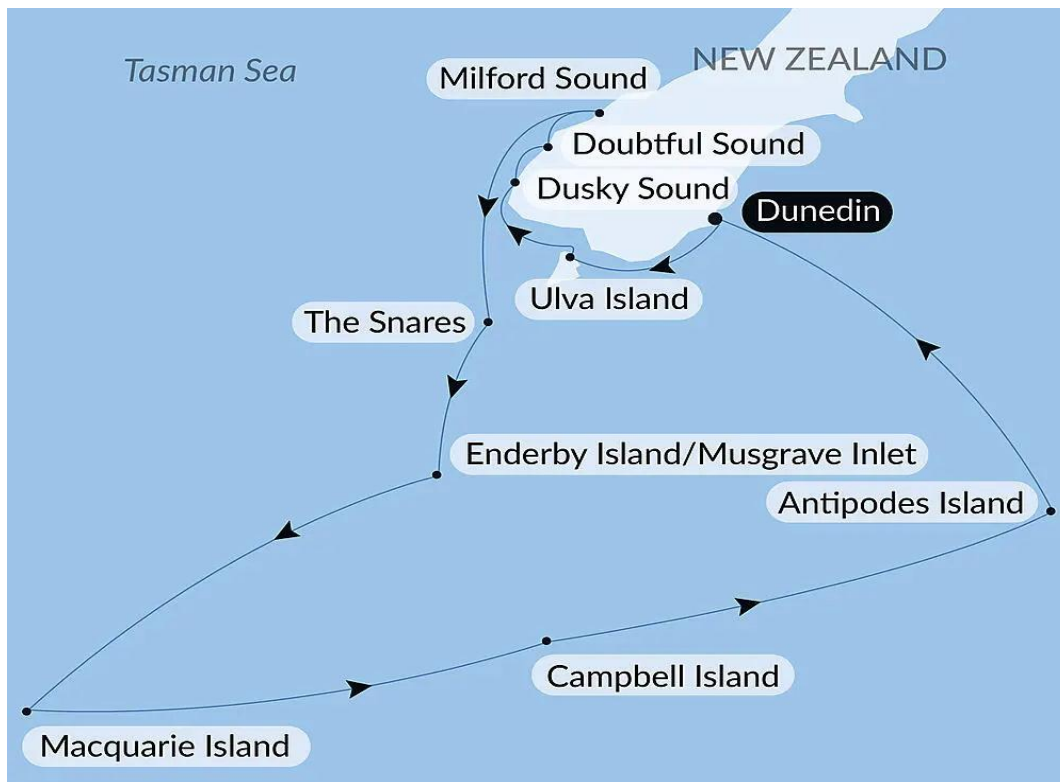 Tasman Sea
NEW ZEALAND
Milford Sound
Doubtful Sound
Dusky Sound
Dunedin
Ulva Island
The Snares
Enderby Island/Musgrave Inlet
Antipodes Island
Campbell Island
Macquarie Island